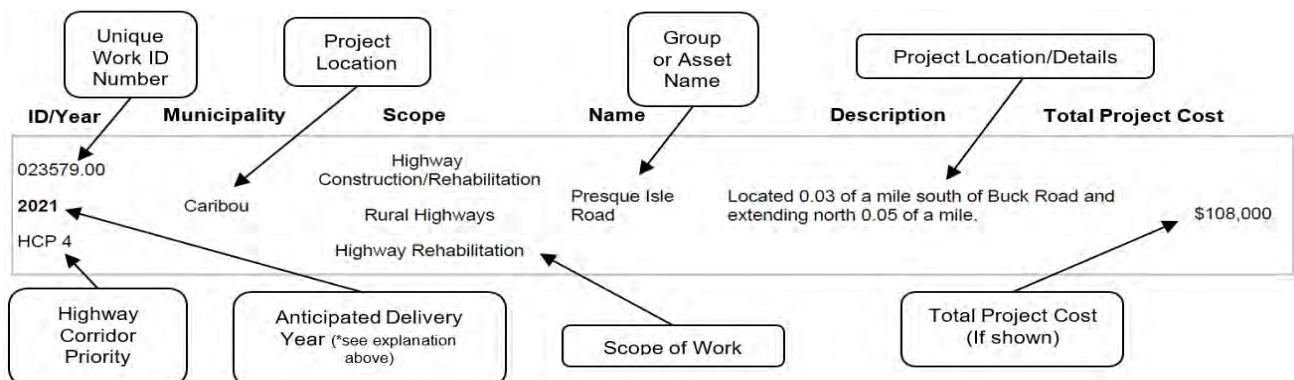 Unique
Work ID
Number
Project
Location
Group
or Asset
Name
Project Location/Details
ID/Year Municipality Scope Name Description Total Project Cost
023579.00
2021
HCP 4
Caribou
Highway
Construction/Rehabilitation
Rural Highways
Highway Rehabilitation
Presque Isle
Road
Located 0.03 of a mile south of Buck Road and
extending north 0.05 of a mile.
$108,000
Highway
Corridor
Priority
Anticipated Delivery
Year (*see explanation
above)
Scope of Work
Total Project Cost
(If shown)